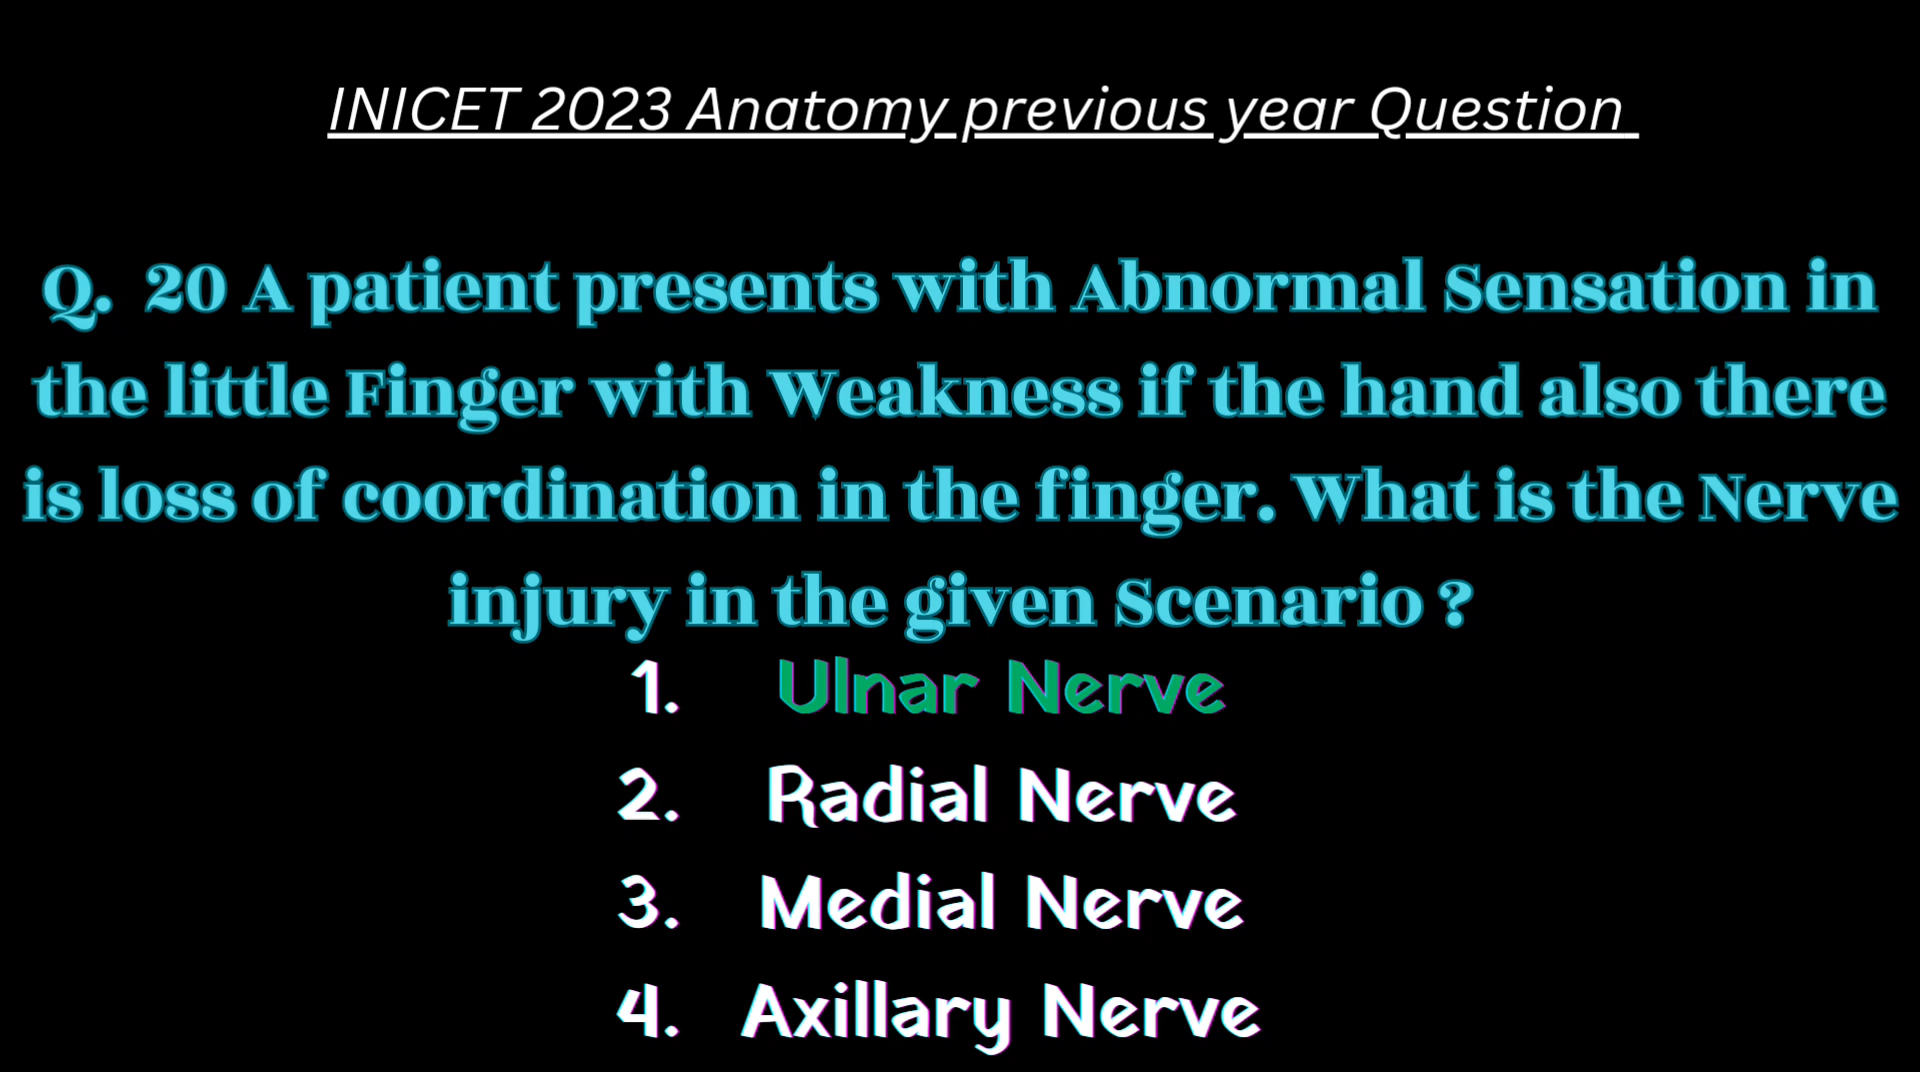 INICET 2023 Anatomy previous year Question
Q. 20 A patient presents with Abnormal Sensation in
the little Finger with Weakness if the hand also there
is loss of coordination in the finger. What is the Nerve
injury in the given Scenario ?
1. Ulnar Nerve
2. Radial Nerve
3. Medial Nerve
4. Axillary Nerve